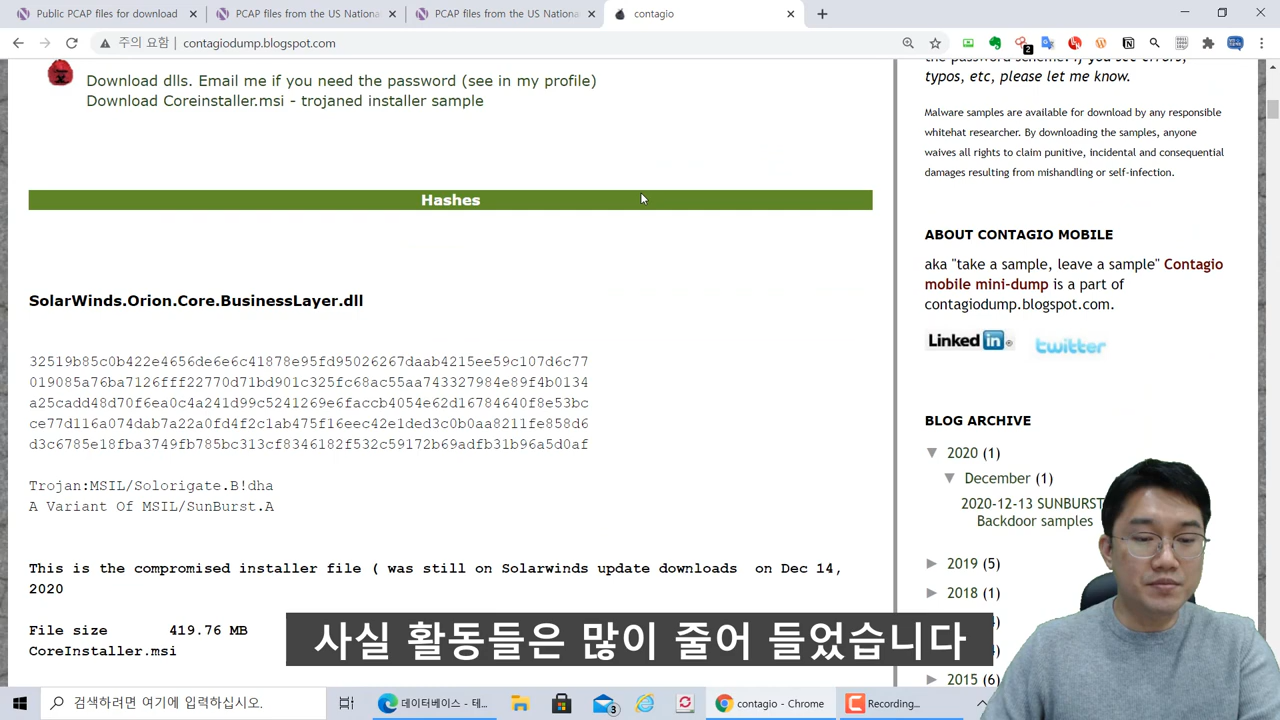 Public PCAP files for download
PCAP files from the US Nationa
PCAP files from the US Nationa
contagio
주의 요함
contagiodump.blogspot.com
2
Download dlls. Email me if you need the password (see in my profile)
Download Coreinstaller.msi - trojaned installer sample
Hashes
SolarWinds.Orion.Core.BusinessLayer.dll
32519b85c0b422e4656de6e6c41878e95fd95026267daab4215ee59c107d6c77
019085a76ba7126fff22770d71bd901c325fc68ac55aa743327984e89f4b0134
a25cadd48d70f6ea0c4a241d99c5241269e6faccb4054e62d16784640f8e53bc
ce77d116a074dab7a22a0fd4f2c1ab475f16eec42e1ded3c0b0aa8211fe858d6
d3c6785e18fba3749fb785bc313cf8346182f532c59172b69adfb31b96a5d0af
Trojan:MSIL/Solorigate.B!dha
A Variant Of MSIL/SunBurst.A
This is the compromised installer file ( was still on Solarwinds update downloads on Dec 14,
2020
File size 419.76 MB
CoreInstaller.msi
the password scheme. If you see errors,
typos, etc, please let me know.
Malware samples are available for download by any responsible
whitehat researcher. By downloading the samples, anyone
waives all rights to claim punitive, incidental and consequential
damages resulting from mishandling or self-infection.
ABOUT CONTAGIO MOBILE
aka "take a sample, leave a sample" Contagio
mobile mini-dump is a part of
contagiodump.blogspot.com.
Linked in
twitter
BLOG ARCHIVE
▼ 2020 (1)
▼ December (1)
2020-12-13 SUNBURST
Backdoor samples
► 2019 (5)
► 2018 (1)
2015 (6)
사실 활동들은 많이 줄어 들었습니다
검색하려면 여기에 입력하십시오.
데이터베이스 - 테...
3
contagio - Chrome
Recording...